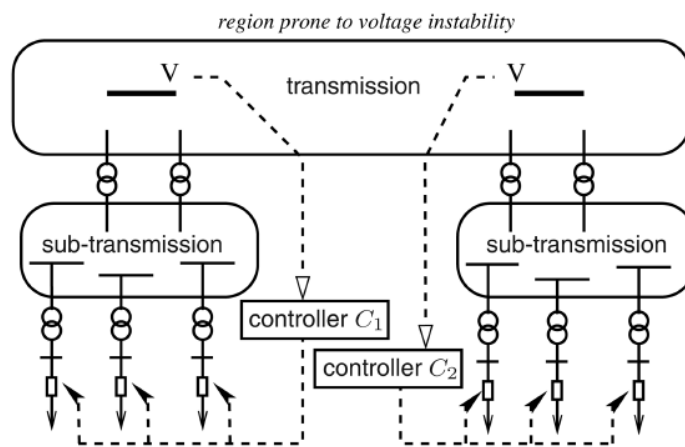 region prone to voltage instability
V
transmission
V
sub-transmission
sub-transmission
controller C₁
controller C₂